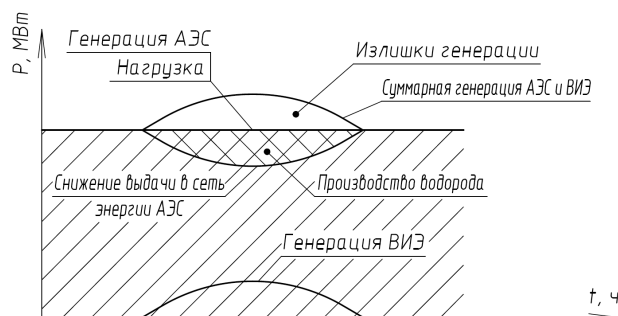 P, МВт
Генерация АЭС
Нагрузка
Излишки генерации
Суммарная генерация АЭС и ВИЭ
Снижение выдачи в сеть
энергии АЭС
Производство водорода
Генерация ВИЭ
t, ч